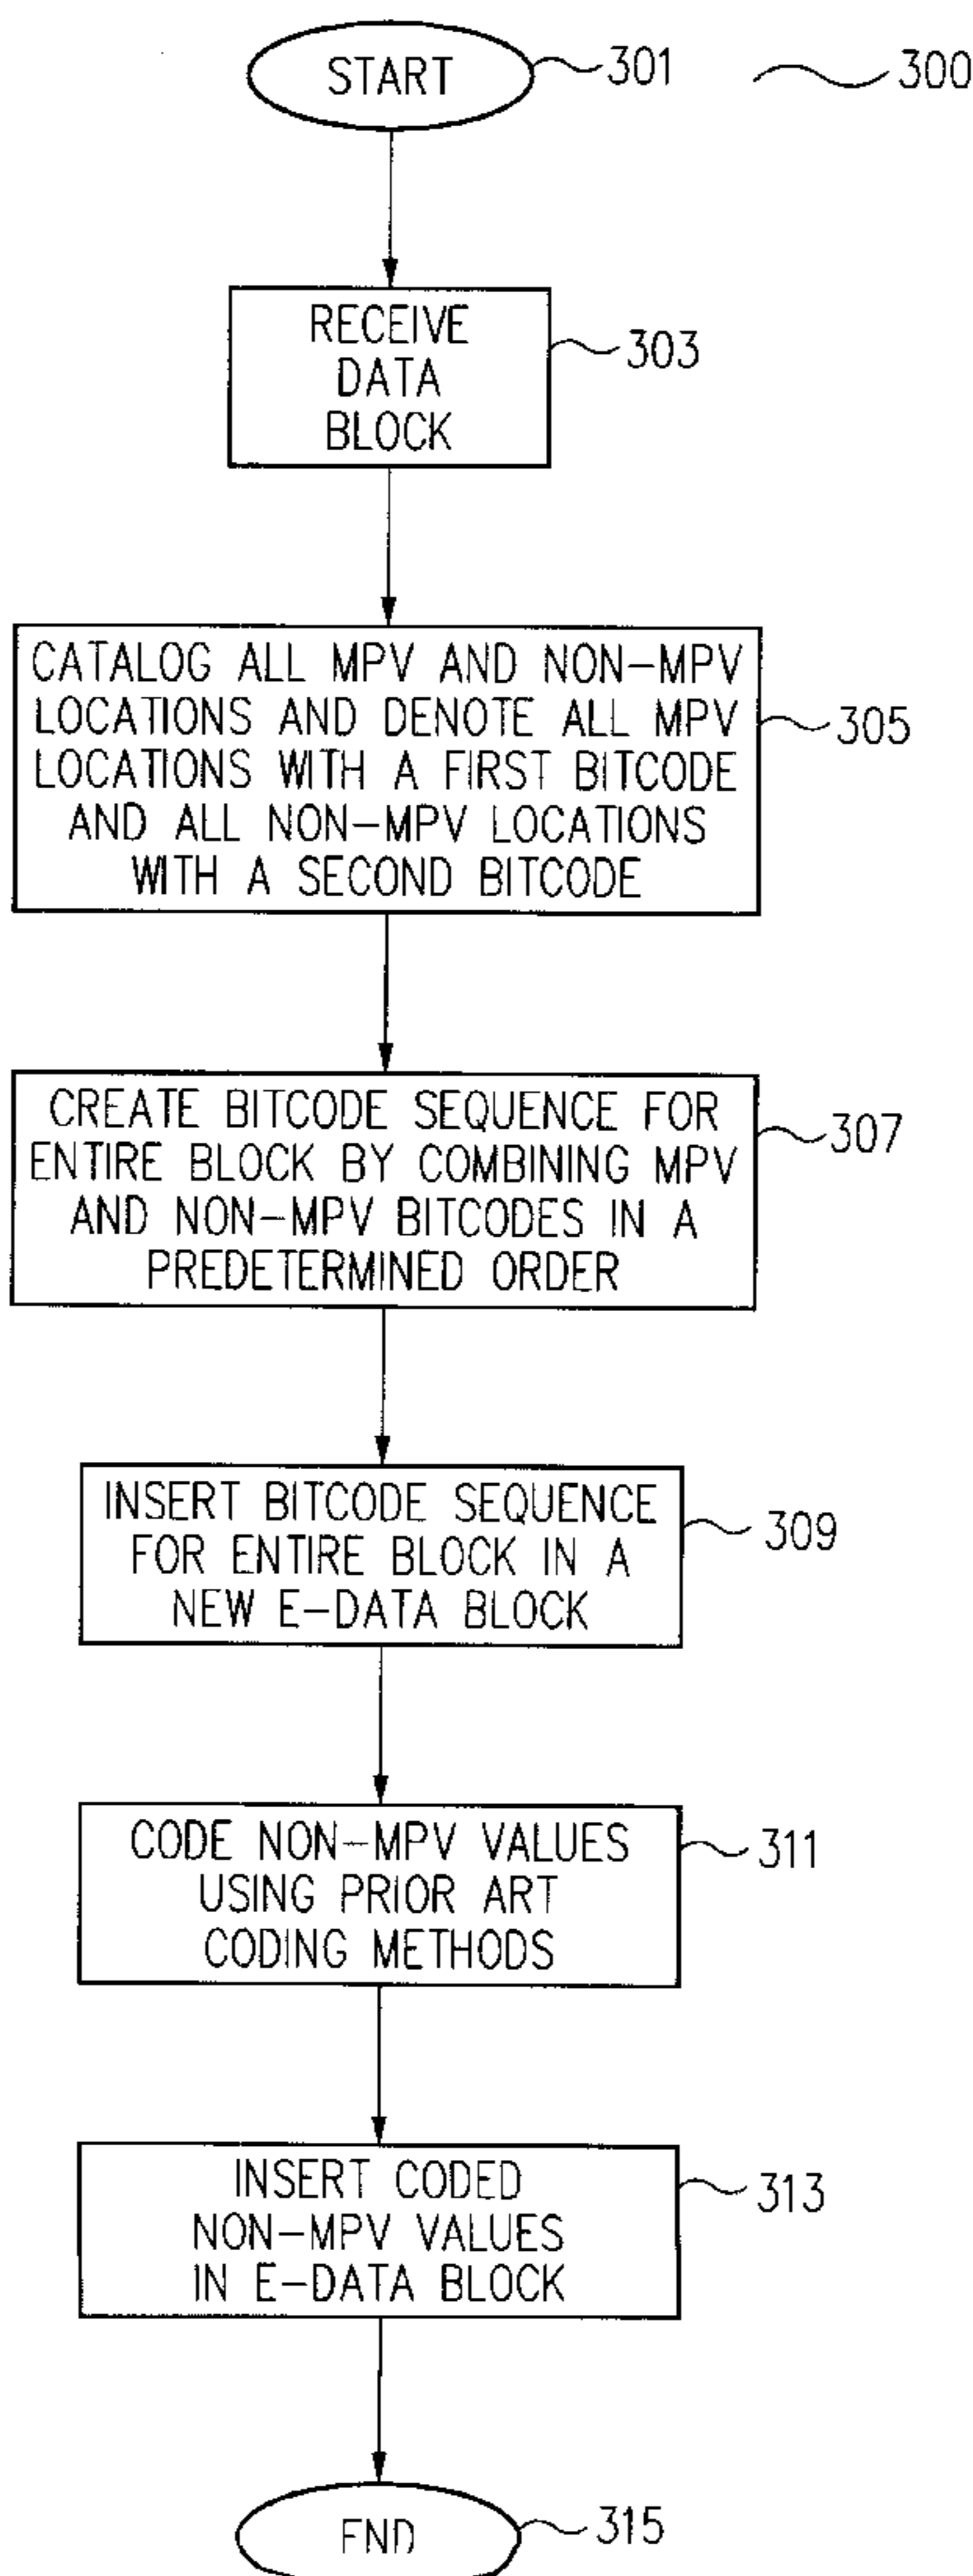 START
301
300
RECEIVE
DATA
BLOCK
303
CATALOG ALL MPV AND NON-MPV
LOCATIONS AND DENOTE ALL MPV
LOCATIONS WITH A FIRST BITCODE
AND ALL NON-MPV LOCATIONS
WITH A SECOND BITCODE
305
CREATE BITCODE SEQUENCE FOR
ENTIRE BLOCK BY COMBINING MPV
AND NON-MPV BITCODES IN A
PREDETERMINED ORDER
307
INSERT BITCODE SEQUENCE
FOR ENTIRE BLOCK IN A
NEW E-DATA BLOCK
309
CODE NON-MPV VALUES
USING PRIOR ART
CODING METHODS
311
INSERT CODED
NON-MPV VALUES
IN E-DATA BLOCK
313
END
315